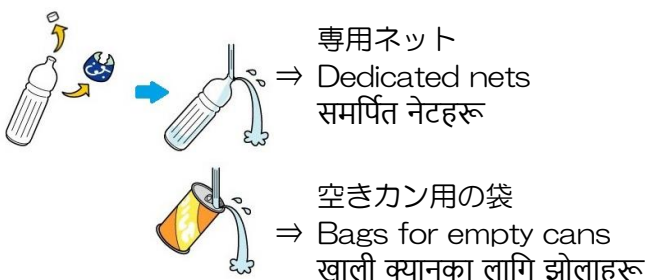 専用ネット
⇒ Dedicated nets
समर्पित नेटहरू
空きカン用の袋
⇒ Bags for empty cans
खाली क्यानका लागि झोलाहरू